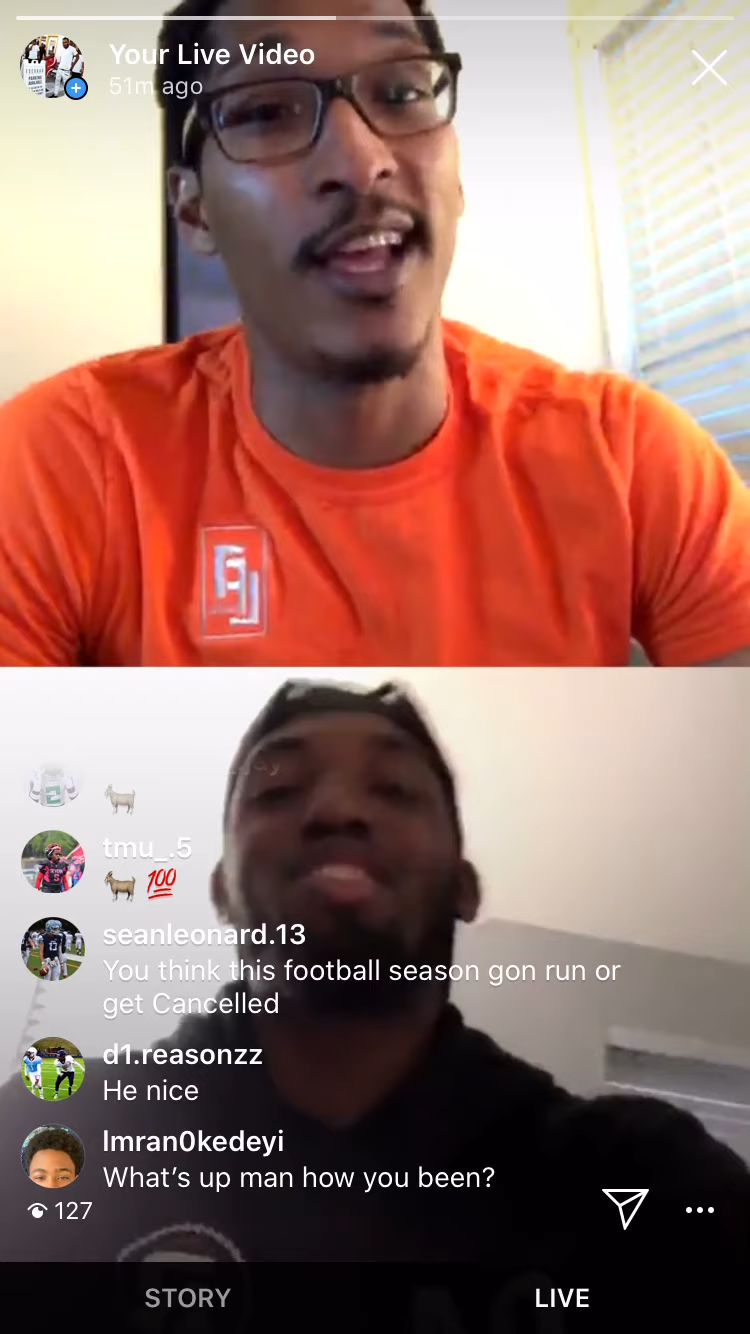 Your Live Video
51m ago
🐐
tmu_.5
🐐 💯
seanleonard.13
You think this football season gon run or
get Cancelled
d1.reasonzz
He nice
Imran0kedeyi
What’s up man how you been?
127
STORY
LIVE